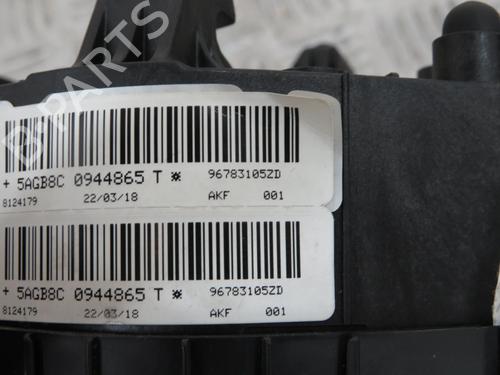 B-PARTS
+ 5AGB8C 0944865 T ※ 96783105ZD
8124179 22/03/18 AKF 001
+ 5AGB8C 0944865 T ※ 96783105ZD
8124179 22/03/18 AKF 001